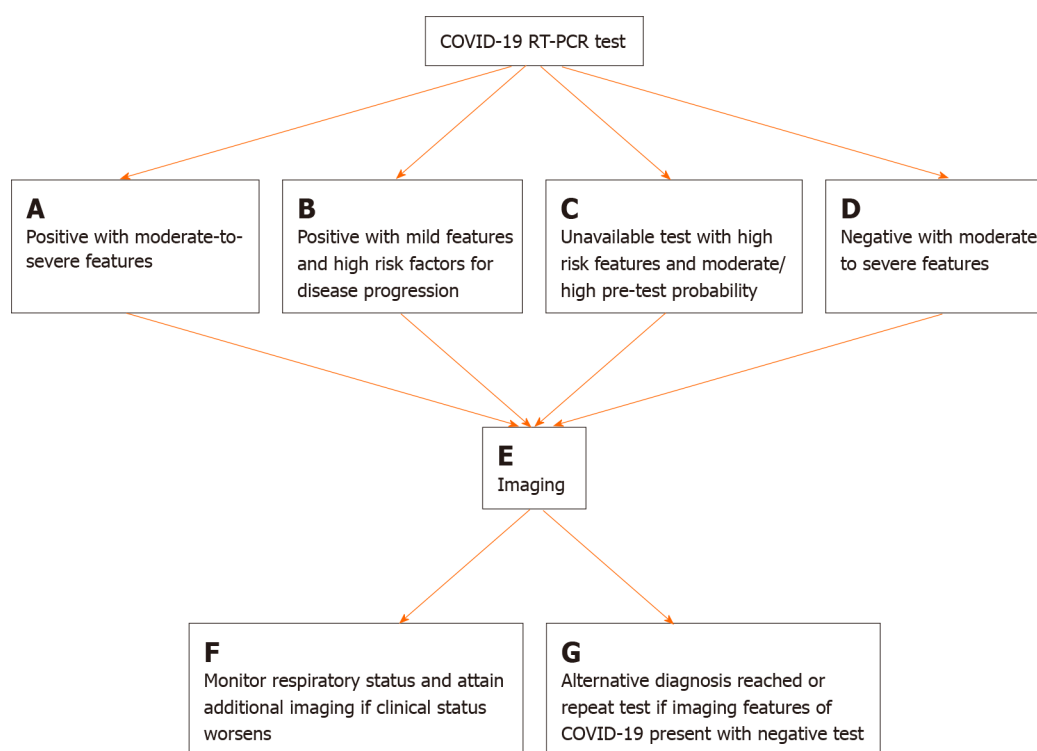 COVID-19 RT-PCR test
A
Positive with moderate-to-
severe features
B
Positive with mild features
and high risk factors for
disease progression
C
Unavailable test with high
risk features and moderate/
high pre-test probability
D
Negative with moderate
to severe features
E
Imaging
F
Monitor respiratory status and attain
additional imaging if clinical status
worsens
G
Alternative diagnosis reached or
repeat test if imaging features of
COVID-19 present with negative test